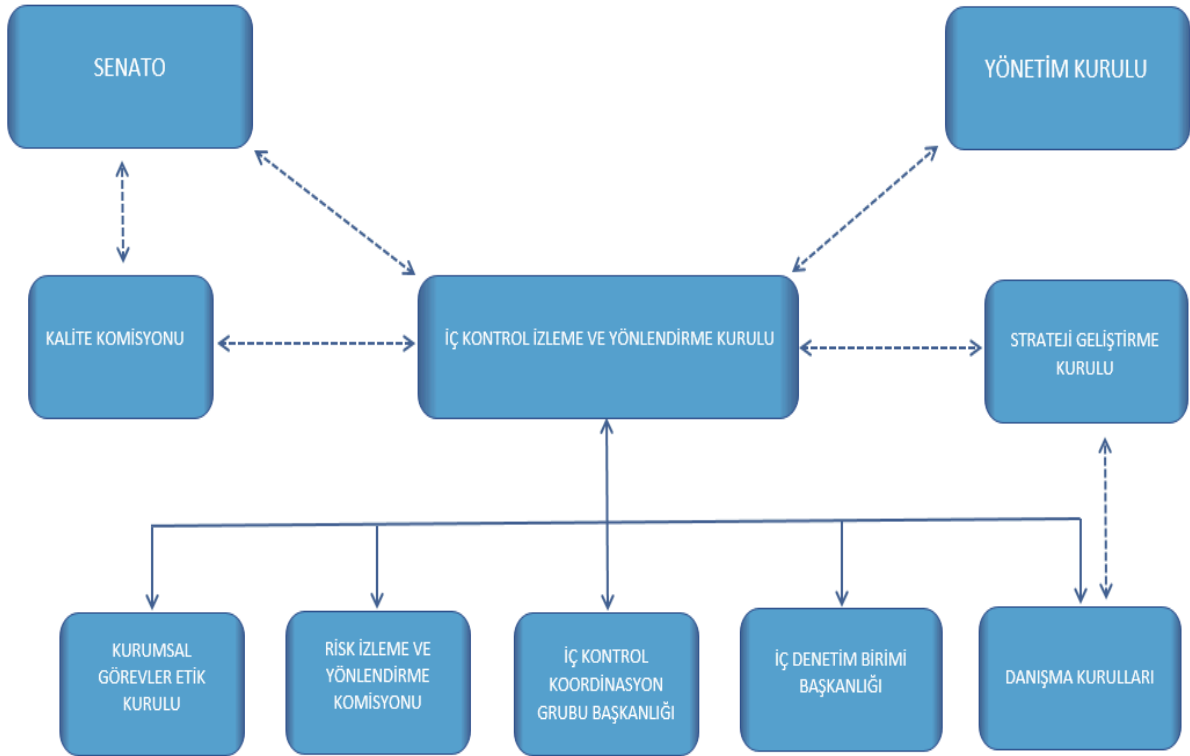 SENATO
YÖNETİM KURULU
KALİTE KOMİSYONU
İÇ KONTROL İZLEME VE YÖNLENDİRME KURULU
STRATEJİ GELİŞTİRME
KURULU
KURUMSAL
GÖREVLER ETİK
KURULU
RİSK İZLEME VE
YÖNLENDİRME
KOMİSYONU
İÇ KONTROL
KOORDİNASYON
GRUBU BAŞKANLIĞI
İÇ DENETİM BİRİMİ
BAŞKANLIĞI
DANIŞMA KURULLARI